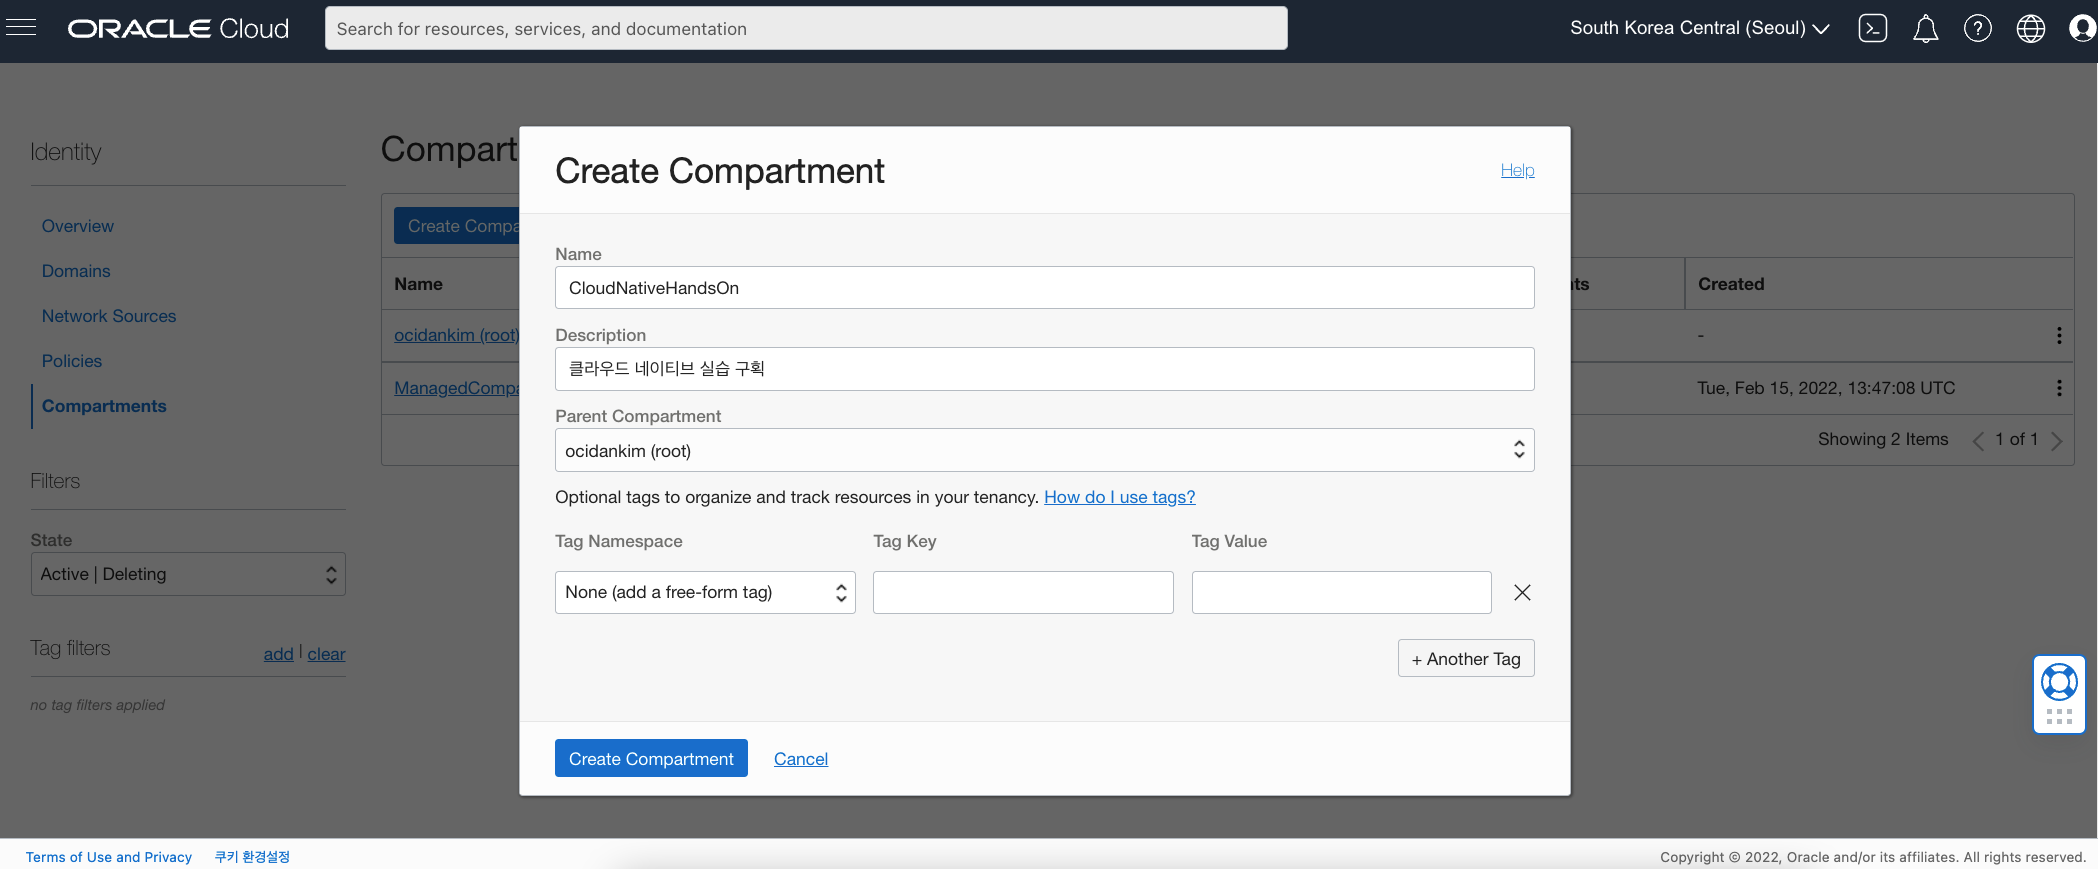 ORACLE Cloud
Search for resources, services, and documentation
South Korea Central (Seoul)
Identity
Overview
Domains
Network Sources
Policies
Compartments
Filters
State
Active | Deleting
Tag filters
add | clear
no tag filters applied
Compart
Create Compa
Name
Created
ocidankim (root)
-
ManagedCompa
Tue, Feb 15, 2022, 13:47:08 UTC
Showing 2 Items
1 of 1
Create Compartment
Help
Name
CloudNativeHandsOn
Description
클라우드 네이티브 실습 구획
Parent Compartment
ocidankim (root)
Optional tags to organize and track resources in your tenancy. How do I use tags?
Tag Namespace
Tag Key
Tag Value
None (add a free-form tag)
+ Another Tag
Create Compartment
Cancel
Terms of Use and Privacy
쿠키 환경설정
Copyright © 2022, Oracle and/or its affiliates. All rights reserved.